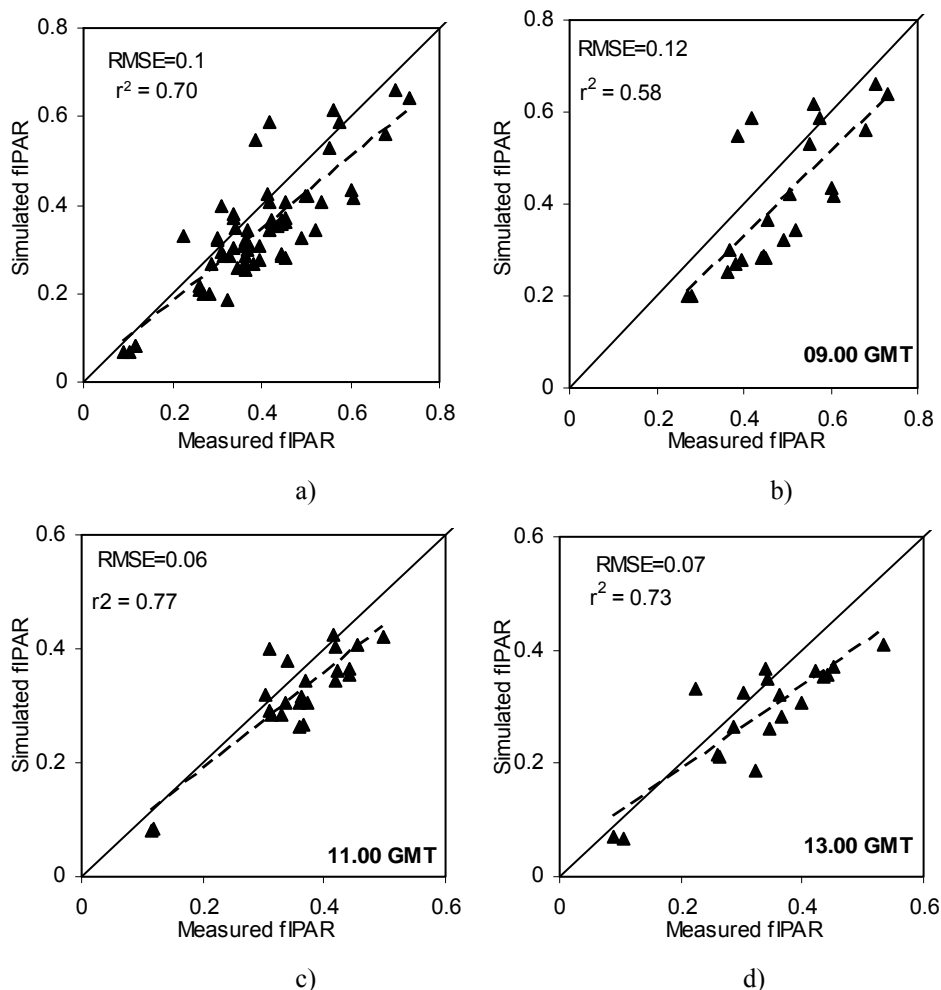 0.8
RMSE=0.1
r² = 0.70
0.6
Simulated fIPAR
0.4
0.2
0
0 0.2 0.4 0.6 0.8
Measured fIPAR
a)
0.8
RMSE=0.12
r² = 0.58
0.6
Simulated fIPAR
0.4
0.2
09.00 GMT
0
0 0.2 0.4 0.6 0.8
Measured fIPAR
b)
0.6
RMSE=0.06
r2 = 0.77
0.4
Simulated fIPAR
0.2
11.00 GMT
0
0 0.2 0.4 0.6
Measured fIPAR
c)
0.6
RMSE=0.07
r² = 0.73
0.4
Simulated fIPAR
0.2
13.00 GMT
0
0 0.2 0.4 0.6
Measured fIPAR
d)